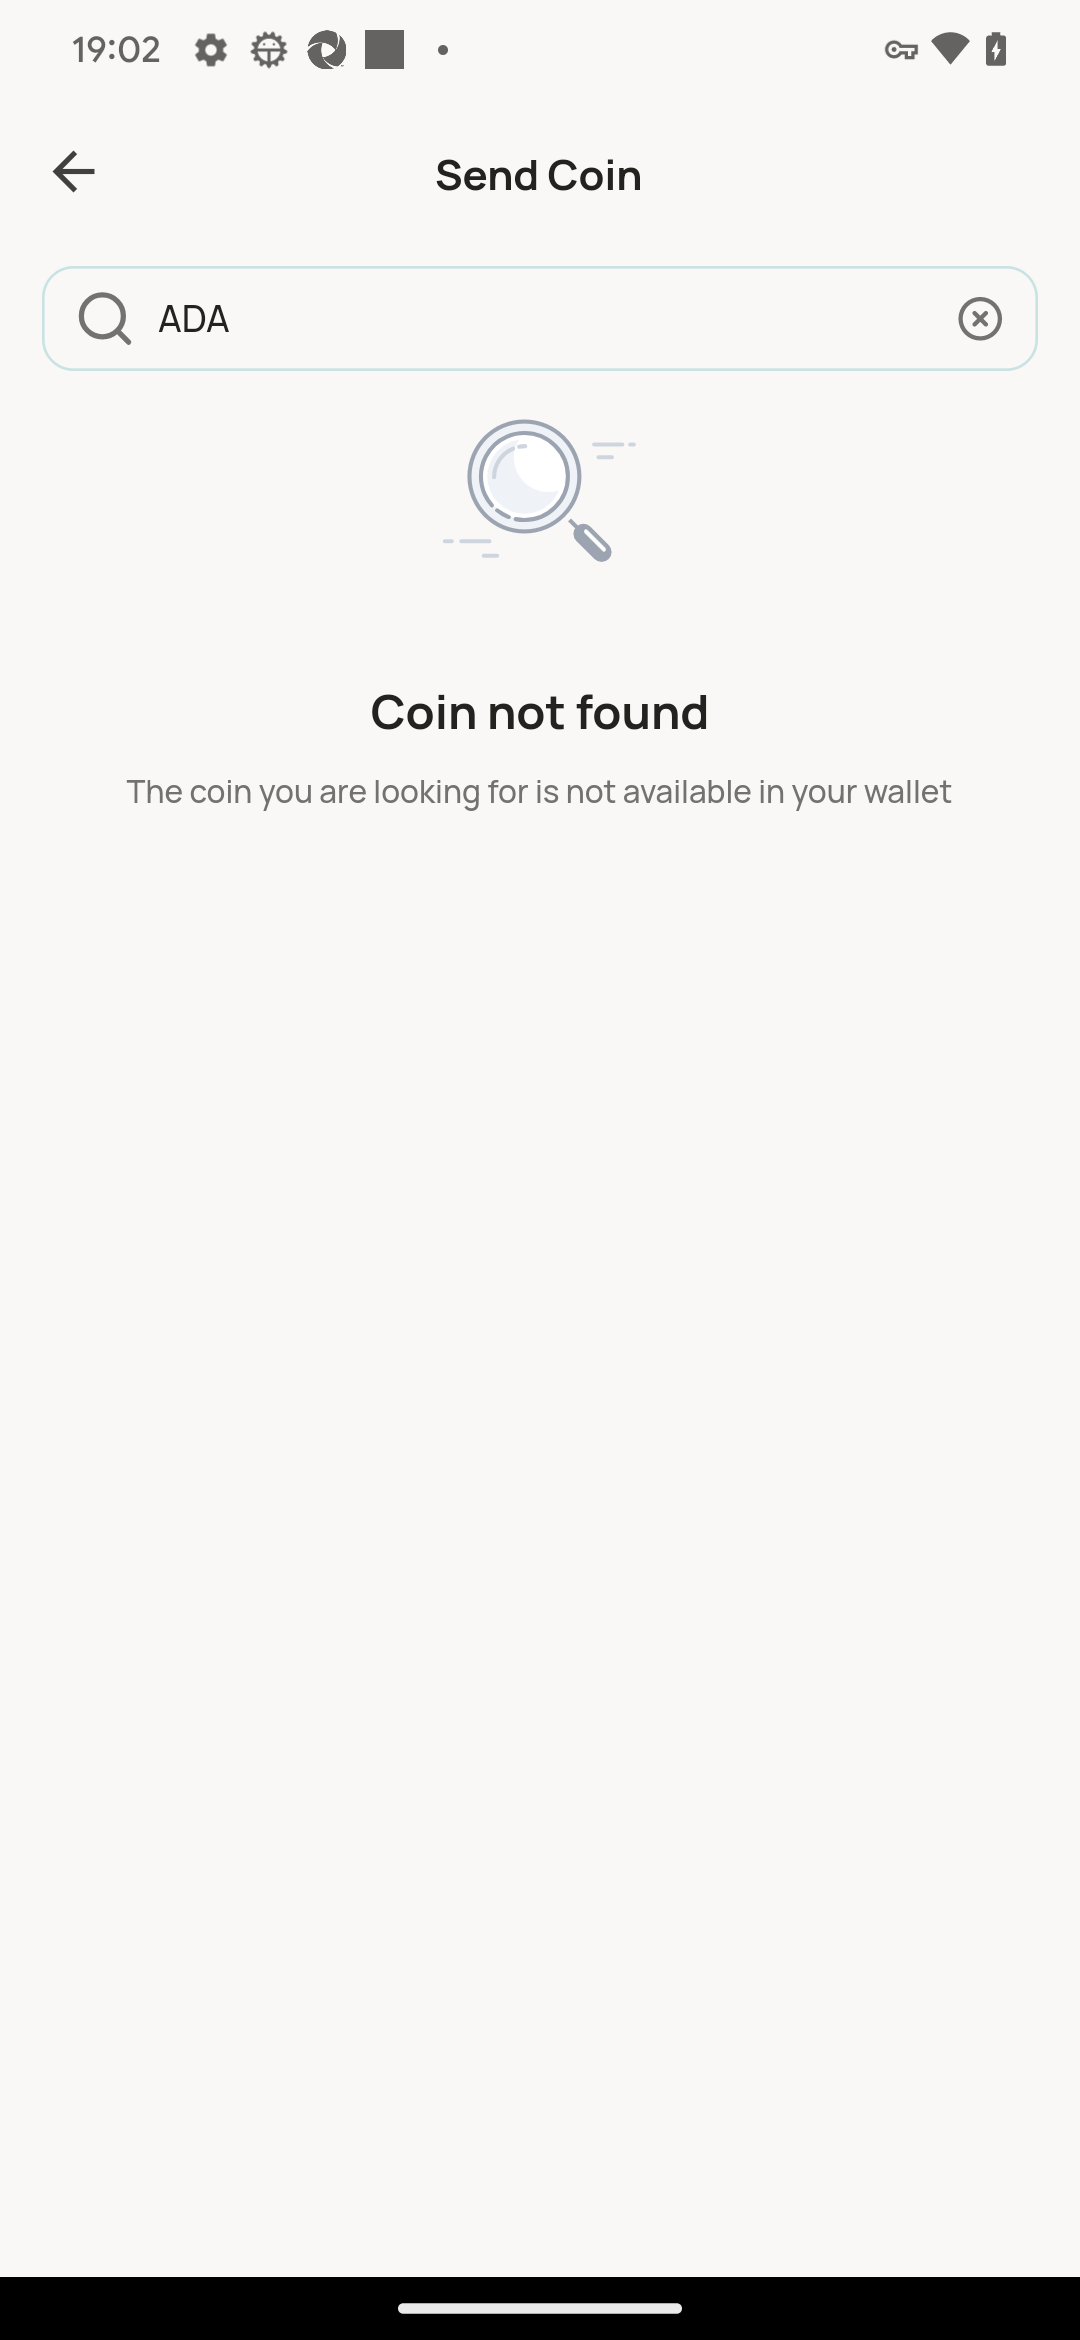 19:02
Send Coin
ADA
Coin not found
The coin you are looking for is not available in your wallet